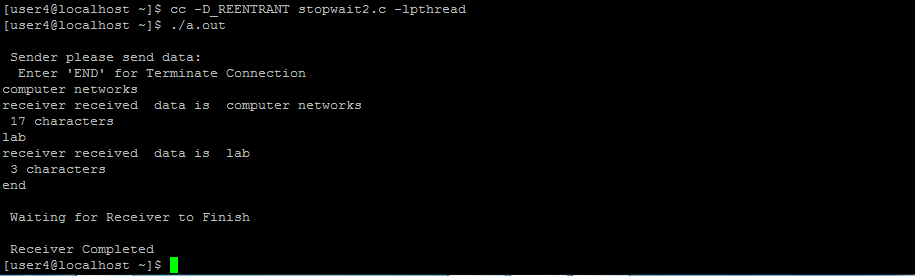 [user4@localhost ~]$ cc -D_REENTRANT stopwait2.c -lpthread
[user4@localhost ~]$ ./a.out
Sender please send data:
Enter 'END' for Terminate Connection
computer networks
receiver received  data is  computer networks
17 characters
lab
receiver received  data is  lab
3 characters
end
Waiting for Receiver to Finish
Receiver Completed
[user4@localhost ~]$